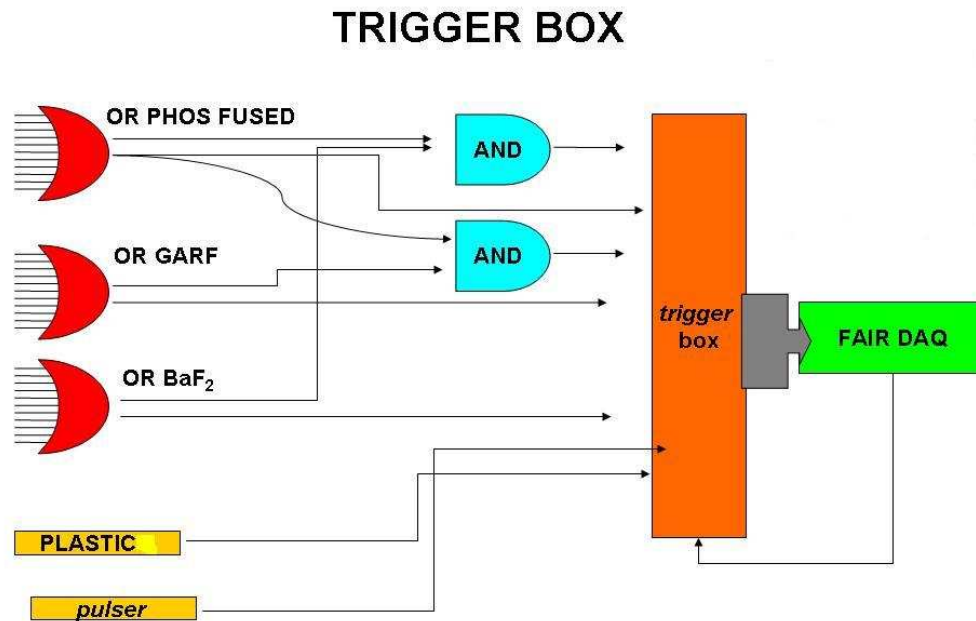 TRIGGER BOX
OR PHOS FUSED
AND
OR GARF
AND
trigger
box
FAIR DAQ
OR BaF₂
PLASTIC
pulser